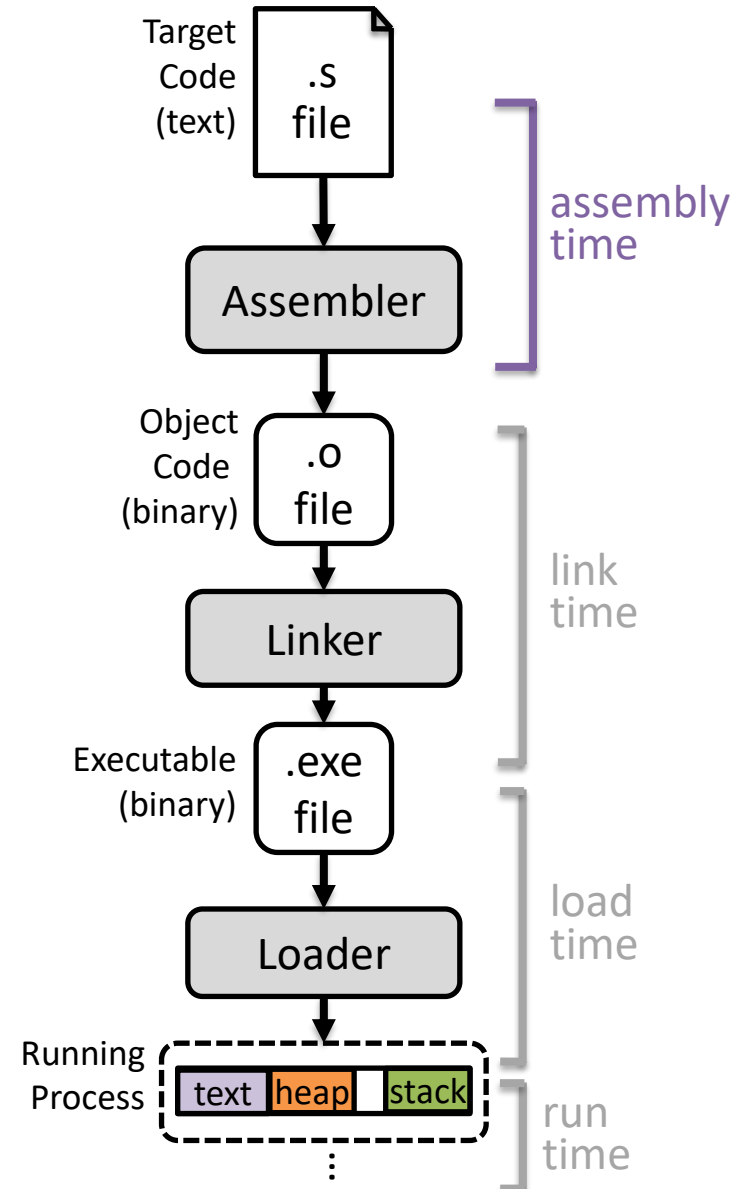 Target
Code
(text)
.s
file
assembly
time
Assembler
Object
Code
(binary)
.o
file
link
time
Linker
Executable
(binary)
.exe
file
load
time
Loader
Running
Process
text heap stack
run
time
⋮